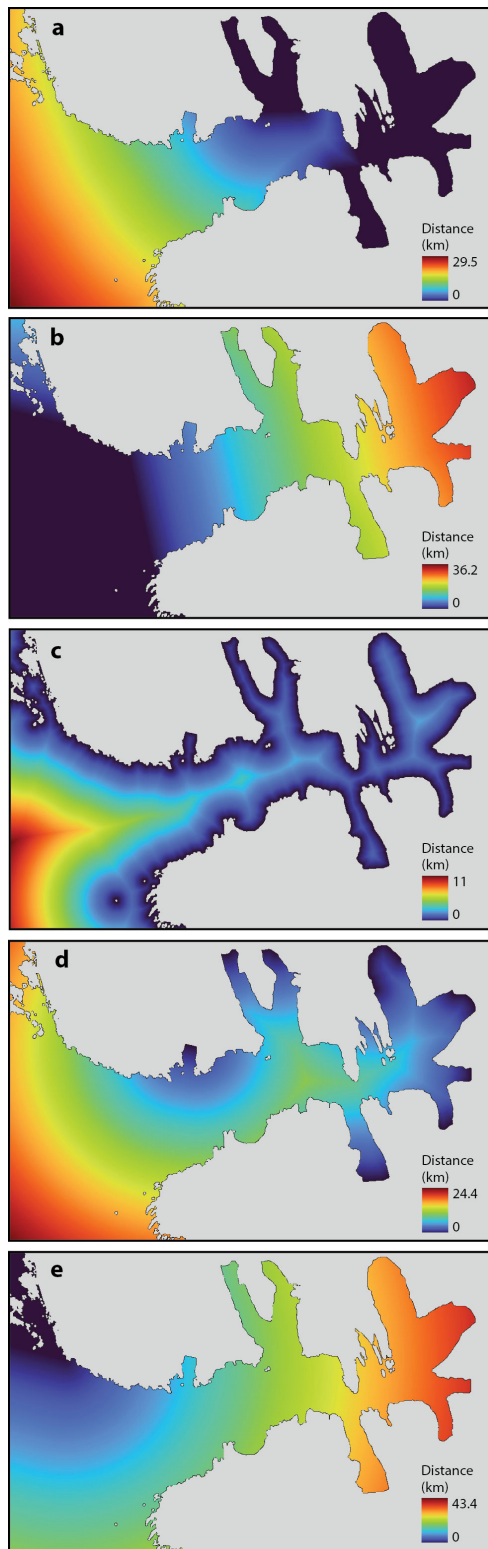 a
Distance
(km)
29.5
0
b
Distance
(km)
36.2
0
c
Distance
(km)
11
0
d
Distance
(km)
24.4
0
e
Distance
(km)
43.4
0